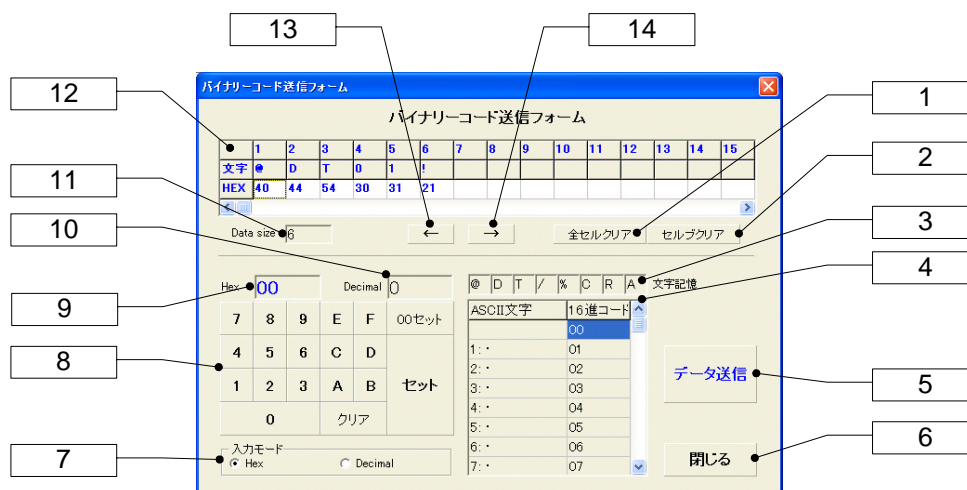 13
14
12
1
2
11
3
10
4
9
8
5
7
6
バイナリーコード送信フォーム
バイナリーコード送信フォーム
1 2 3 4 5 6 7 8 9 10 11 12 13 14 15
文字 @ D T 0 1 !
HEX 40 44 54 30 31 21
Data size 6 ← → 全セルクリア セルブクリア
Hex 00 Decimal 0
@ D T / % C R A 文字記憶
7 8 9 E F 00セット
4 5 6 C D
1 2 3 A B セット
0 クリア
入力モード
Hex Decimal
ASCII文字 16進コード
00
1:・ 01
2:・ 02
3:・ 03
4:・ 04
5:・ 05
6:・ 06
7:・ 07
データ送信
閉じる